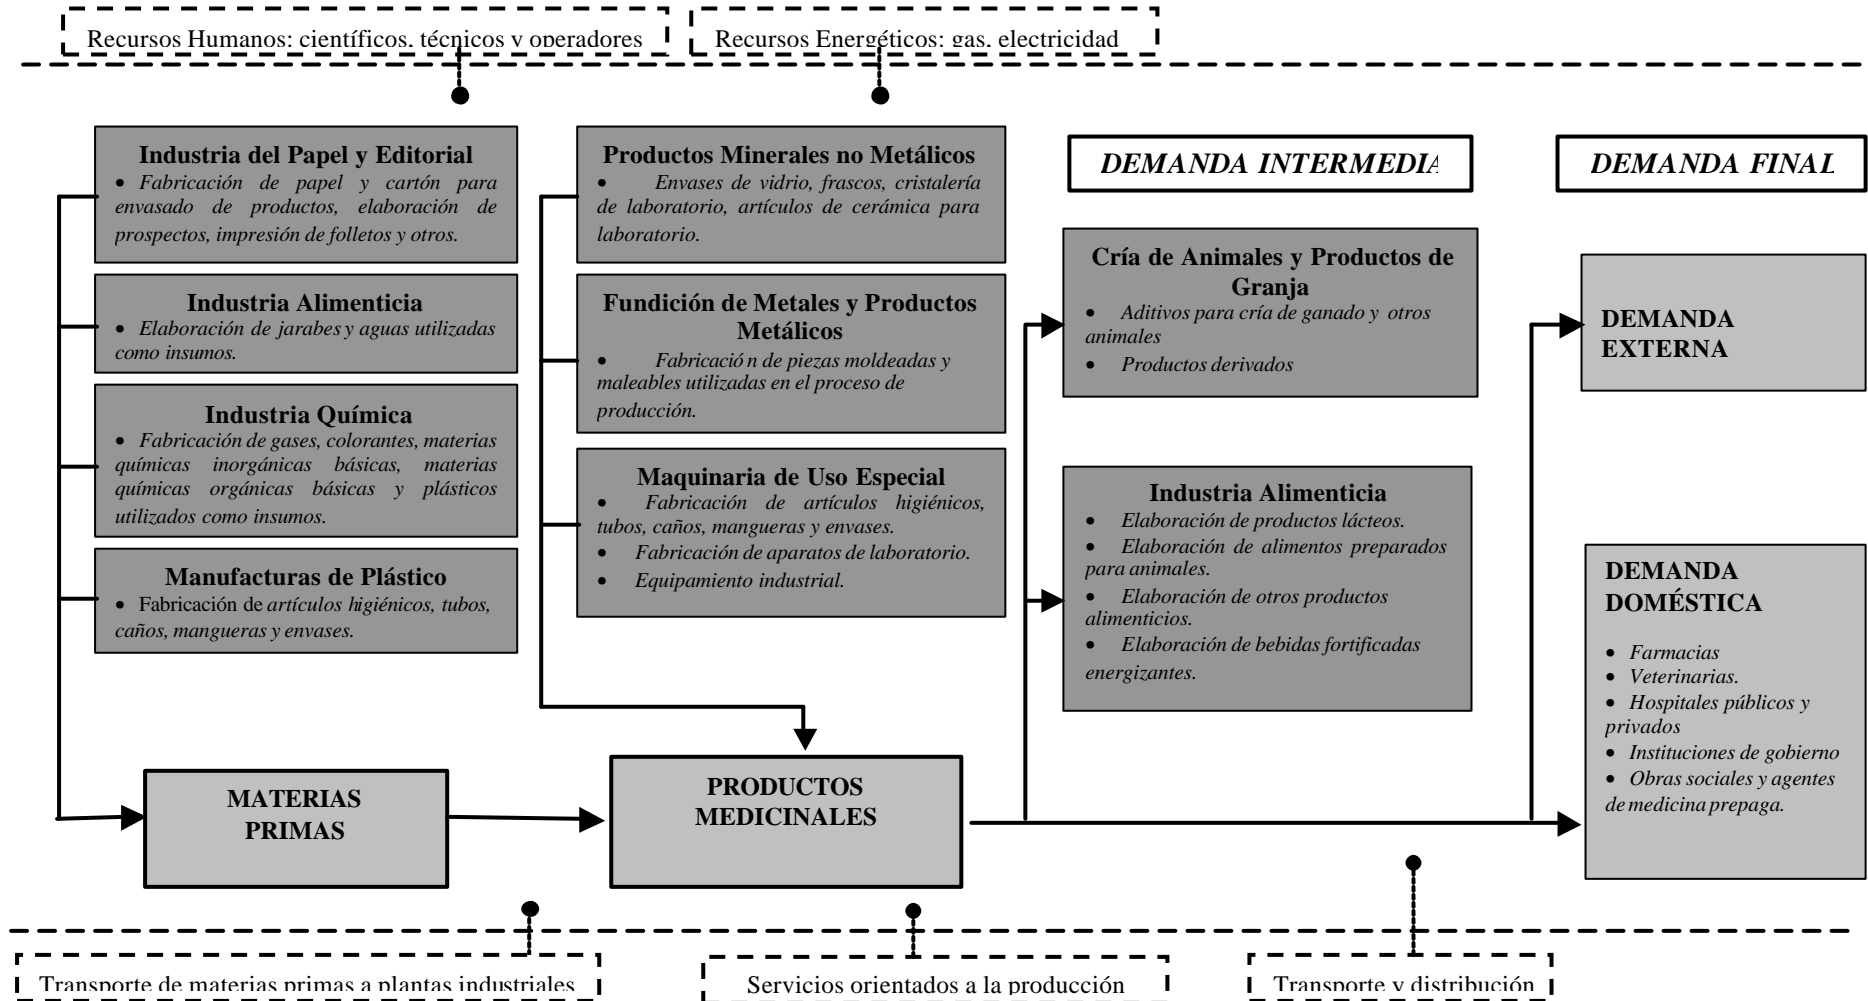 Recursos Humanos: científicos, técnicos y operadores
Recursos Energéticos: gas, electricidad
Industria del Papel y Editorial
• Fabricación de papel y cartón para
envasado de productos, elaboración de
prospectos, impresión de folletos y otros.
Industria Alimenticia
• Elaboración de jarabes y aguas utilizadas
como insumos.
Industria Química
• Fabricación de gases, colorantes, materias
químicas inorgánicas básicas, materias
químicas orgánicas básicas y plásticos
utilizados como insumos.
Manufacturas de Plástico
• Fabricación de artículos higiénicos, tubos,
caños, mangueras y envases.
Productos Minerales no Metálicos
• Envases de vidrio, frascos, cristalería
de laboratorio, artículos de cerámica para
laboratorio.
Fundición de Metales y Productos
Metálicos
• Fabricació n de piezas moldeadas y
maleables utilizadas en el proceso de
producción.
Maquinaria de Uso Especial
• Fabricación de artículos higiénicos,
tubos, caños, mangueras y envases.
• Fabricación de aparatos de laboratorio.
• Equipamiento industrial.
DEMANDA INTERMEDIA
Cría de Animales y Productos de
Granja
• Aditivos para cría de ganado y otros
animales
• Productos derivados
Industria Alimenticia
• Elaboración de productos lácteos.
• Elaboración de alimentos preparados
para animales.
• Elaboración de otros productos
alimenticios.
• Elaboración de bebidas fortificadas
energizantes.
DEMANDA FINAL
DEMANDA
EXTERNA
DEMANDA
DOMÉSTICA
• Farmacias
• Veterinarias.
• Hospitales públicos y
privados
• Instituciones de gobierno
• Obras sociales y agentes
de medicina prepaga.
MATERIAS
PRIMAS
PRODUCTOS
MEDICINALES
Transporte de materias primas a plantas industriales
Servicios orientados a la producción
Transporte y distribución